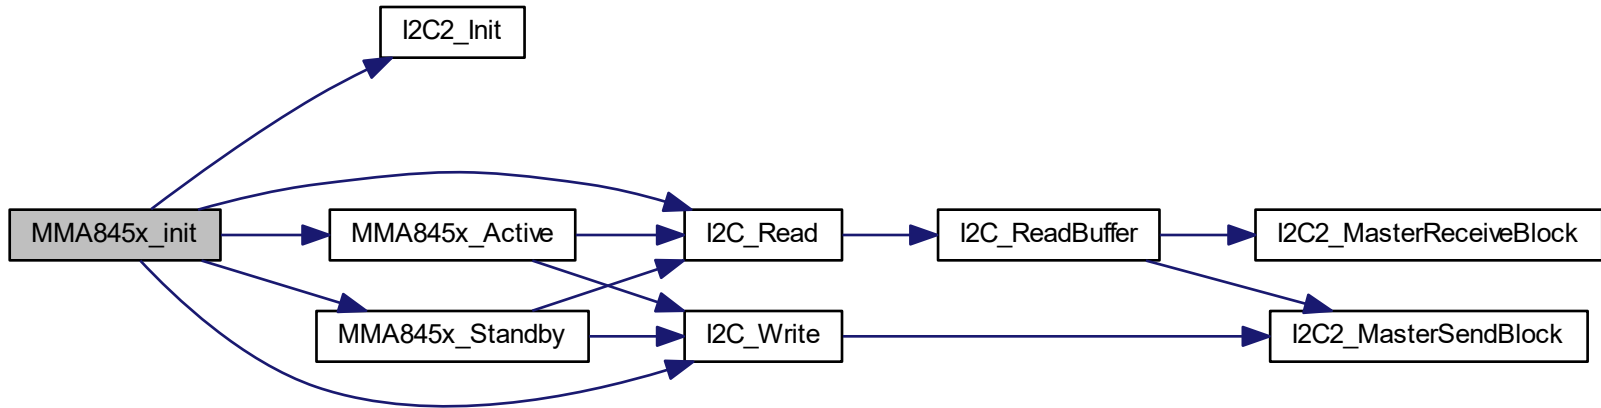 I2C2_Init
MMA845x_init
MMA845x_Active
I2C_Read
I2C_ReadBuffer
I2C2_MasterReceiveBlock
MMA845x_Standby
I2C_Write
I2C2_MasterSendBlock